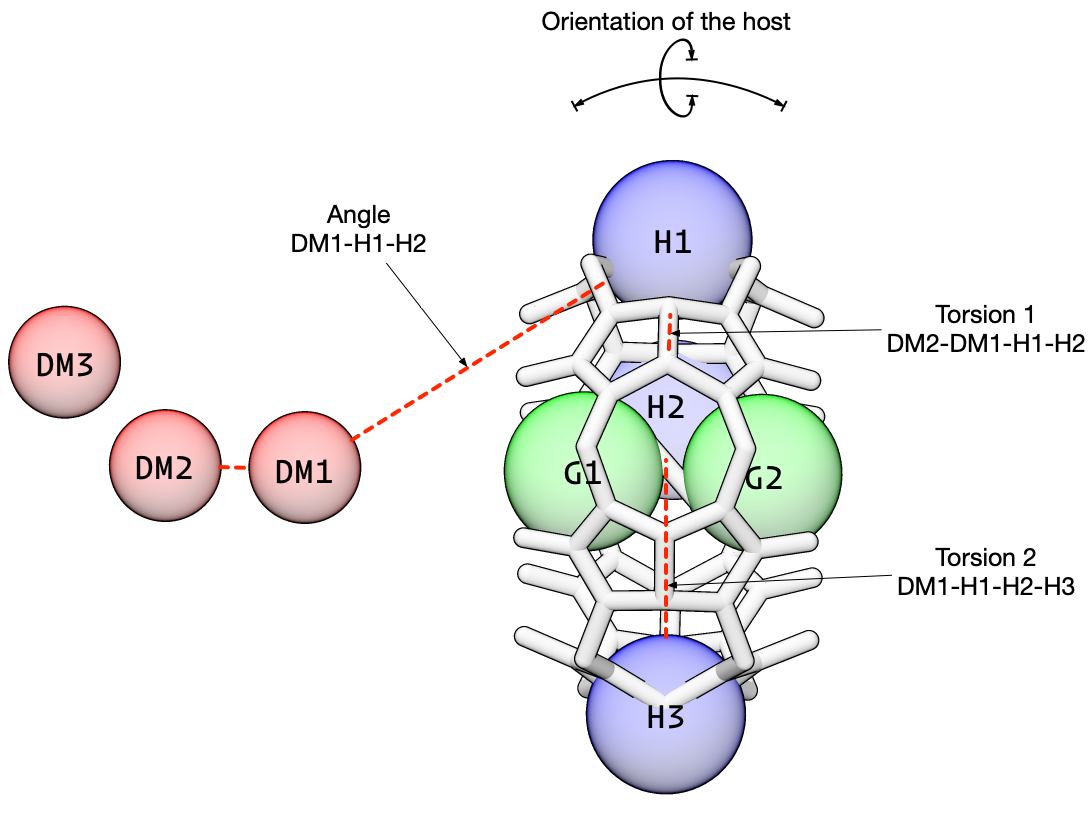 Orientation of the host
Angle
DM1-H1-H2
H1
Torsion 1
DM2-DM1-H1-H2
DM3
H2
DM2
DM1
G1
G2
Torsion 2
DM1-H1-H2-H3
H3